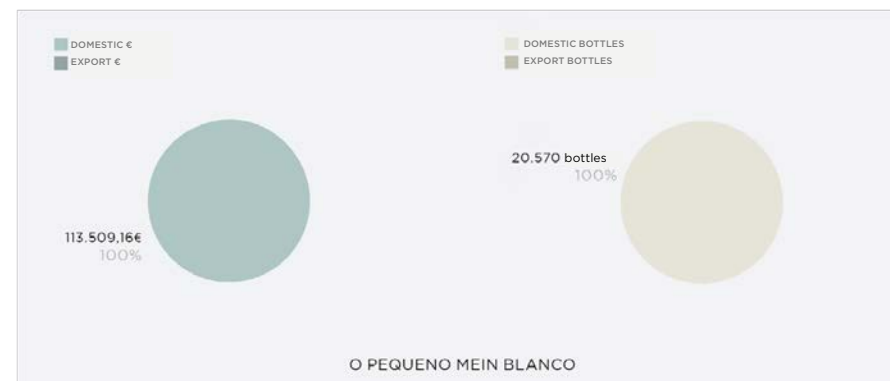 DOMESTIC €
EXPORT €
DOMESTIC BOTTLES
EXPORT BOTTLES
113.509,16€
100%
20.570 bottles
100%
O PEQUENO MEIN BLANCO